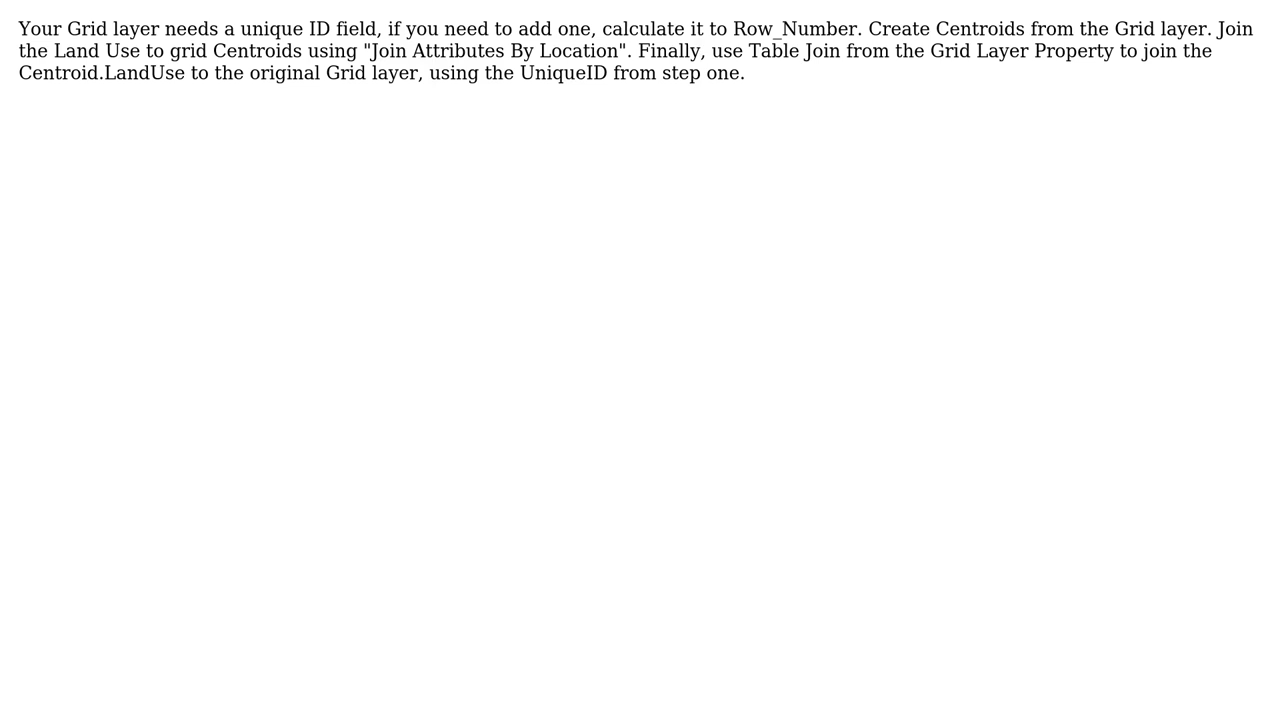 Your Grid layer needs a unique ID field, if you need to add one, calculate it to Row_Number. Create Centroids from the Grid layer. Join
the Land Use to grid Centroids using "Join Attributes By Location". Finally, use Table Join from the Grid Layer Property to join the
Centroid.LandUse to the original Grid layer, using the UniqueID from step one.